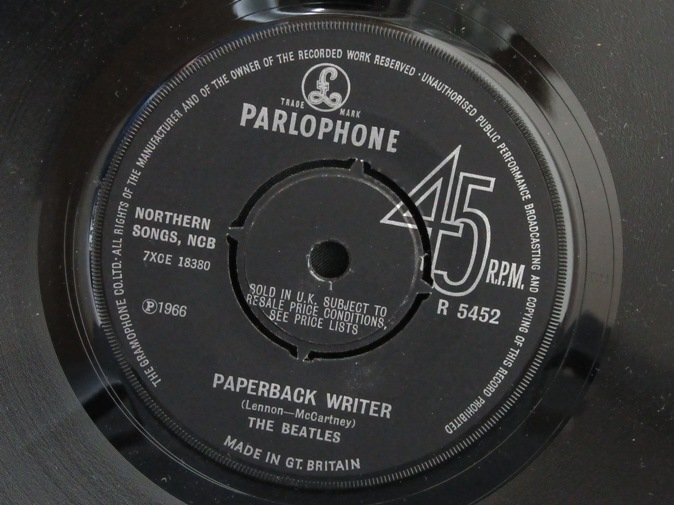 THE GRAMOPHONE CO. LTD. ALL RIGHTS OF THE MANUFACTURER AND OF THE OWNER OF THE RECORDED WORK RESERVED · UNAUTHORISED PUBLIC PERFORMANCE BROADCASTING AND COPYING OF THIS RECORD PROHIBITED
£
TRADE MARK
PARLOPHONE
45
R.P.M.
NORTHERN
SONGS, NCB
7XCE 18380
R 5452
℗1966
SOLD IN U.K. SUBJECT TO
RESALE PRICE CONDITIONS,
SEE PRICE LISTS
PAPERBACK WRITER
(Lennon—McCartney)
THE BEATLES
MADE IN GT. BRITAIN